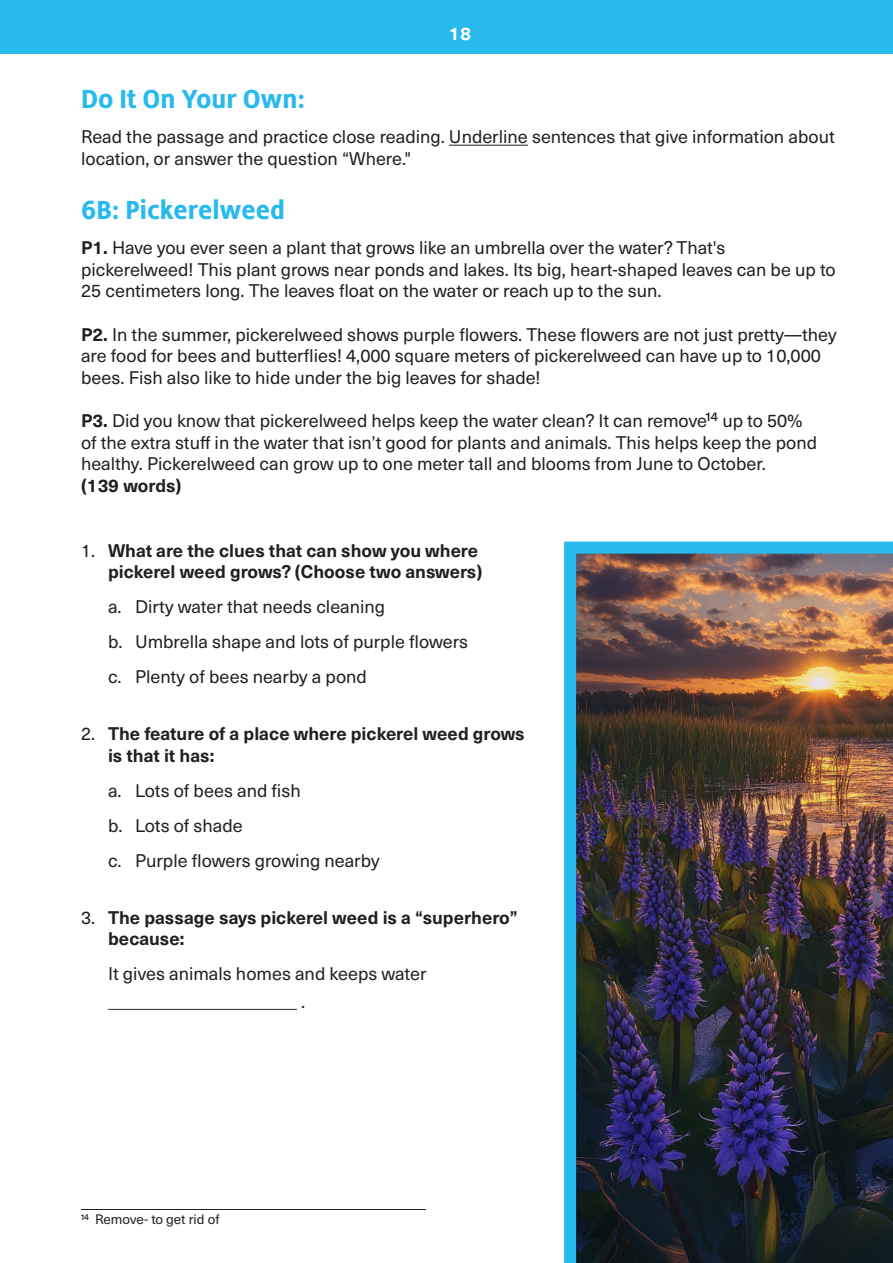 18
Do It On Your Own:
Read the passage and practice close reading. Underline sentences that give information about
location, or answer the question “Where."
6B: Pickerelweed
P1. Have you ever seen a plant that grows like an umbrella over the water? That's
pickerelweed! This plant grows near ponds and lakes. Its big, heart-shaped leaves can be up to
25 centimeters long. The leaves float on the water or reach up to the sun.
P2. In the summer, pickerelweed shows purple flowers. These flowers are not just pretty—they
are food for bees and butterflies! 4,000 square meters of pickerelweed can have up to 10,000
bees. Fish also like to hide under the big leaves for shade!
P3. Did you know that pickerelweed helps keep the water clean? It can remove¹⁴ up to 50%
of the extra stuff in the water that isn’t good for plants and animals. This helps keep the pond
healthy. Pickerelweed can grow up to one meter tall and blooms from June to October.
(139 words)
1. What are the clues that can show you where
pickerel weed grows? (Choose two answers)
a. Dirty water that needs cleaning
b. Umbrella shape and lots of purple flowers
c. Plenty of bees nearby a pond
2. The feature of a place where pickerel weed grows
is that it has:
a. Lots of bees and fish
b. Lots of shade
c. Purple flowers growing nearby
3. The passage says pickerel weed is a “superhero”
because:
It gives animals homes and keeps water
____________________ .
¹⁴ Remove- to get rid of